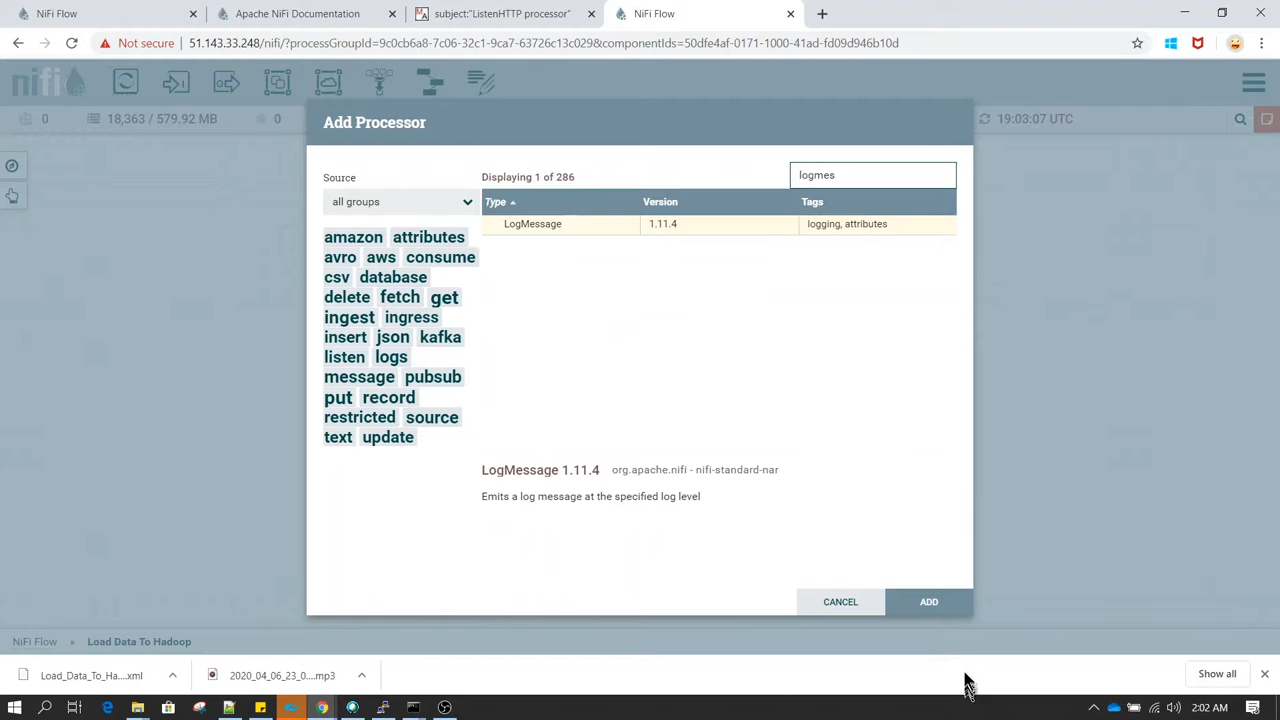 NiFi Flow
Apache NiFi Documentation
subject:"ListenHTTP processor"
NiFi Flow
Not secure
51.143.33.248/nifi/?processGroupId=9c0cb6a8-7c06-32c1-9ca7-63726c13c029&componentIds=50dfe4af-0171-1000-41ad-fd09d946b10d
nifi
0
18,363 / 579.92 MB
0
19:03:07 UTC
Add Processor
Source
Displaying 1 of 286
logmes
all groups
Type
Version
Tags
LogMessage
1.11.4
logging, attributes
amazon attributes
avro aws consume
csv database
delete fetch get
ingest ingress
insert json kafka
listen logs
message pubsub
put record
restricted source
text update
LogMessage 1.11.4
org.apache.nifi - nifi-standard-nar
Emits a log message at the specified log level
CANCEL
ADD
NiFi Flow » Load Data To Hadoop
Load_Data_To_Ha....xml
2020_04_06_23_0....mp3
Show all
2:02 AM